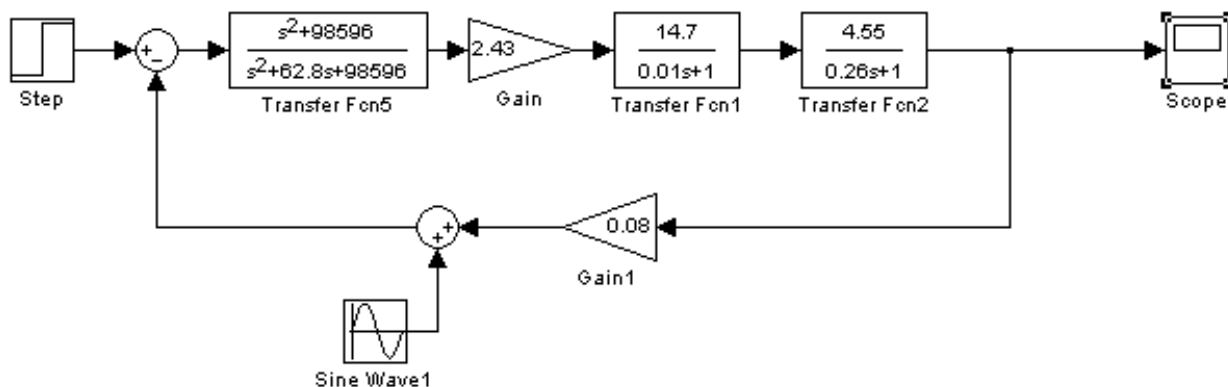 Step
+
−
s²+98596
s²+62.8s+98596
Transfer Fcn5
2.43
Gain
14.7
0.01s+1
Transfer Fcn1
4.55
0.26s+1
Transfer Fcn2
Scope
+
+
0.08
Gain1
Sine Wave1